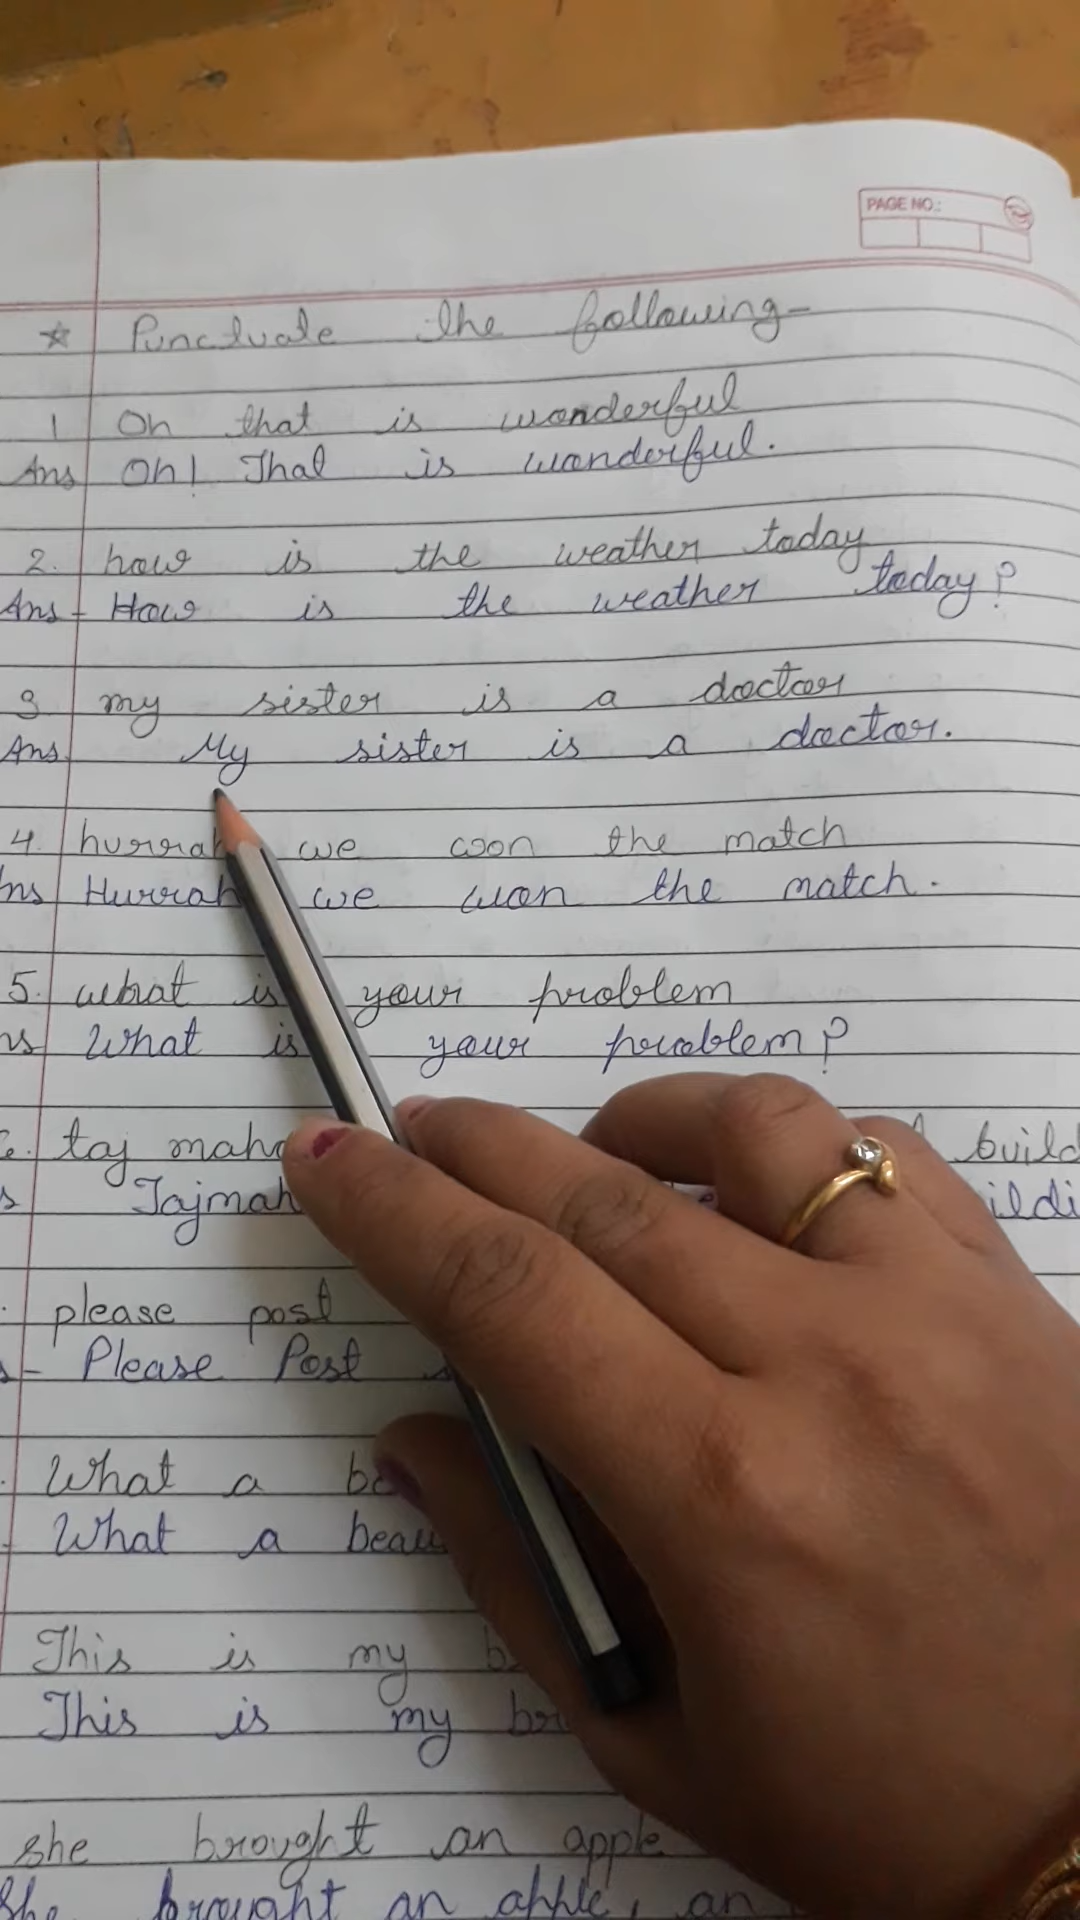 PAGE NO.:
☆ Punctuate the following-
1 Oh that is wonderful
Ans Oh! That is wonderful.
2. how is the weather today
Ans - How is the weather today?
3 my sister is a doctor
Ans My sister is a doctor.
4. hurrah we won the match
Ans Hurrah we won the match.
5. what is your problem
What is your problem?
taj build
please post
Please Post
What a
What a
This is my
This is my
she brought an apple
She brought an apple, an